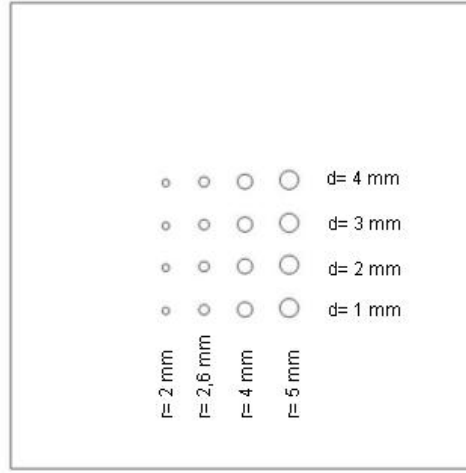 d= 4 mm
d= 3 mm
d= 2 mm
d= 1 mm
r= 2 mm
r= 2,6 mm
r= 4 mm
r= 5 mm